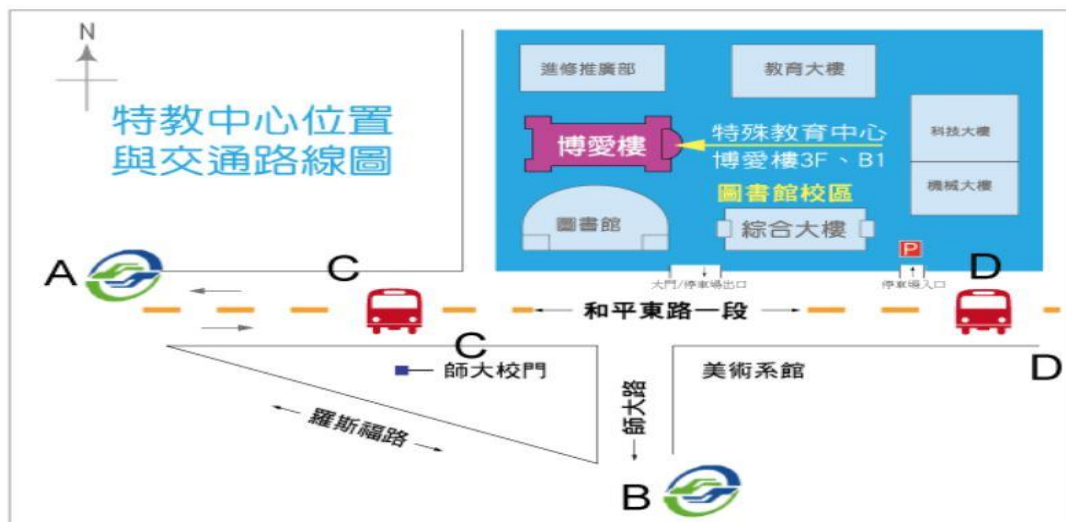 N
特教中心位置
與交通路線圖
進修推廣部
教育大樓
博愛樓
特殊教育中心
博愛樓3F、B1
科技大樓
機械大樓
圖書館校區
圖書館
綜合大樓
P
A
C
大門/停車場出口
停車場入口
D
和平東路一段
C
師大校門
師大路
美術系館
D
羅斯福路
B